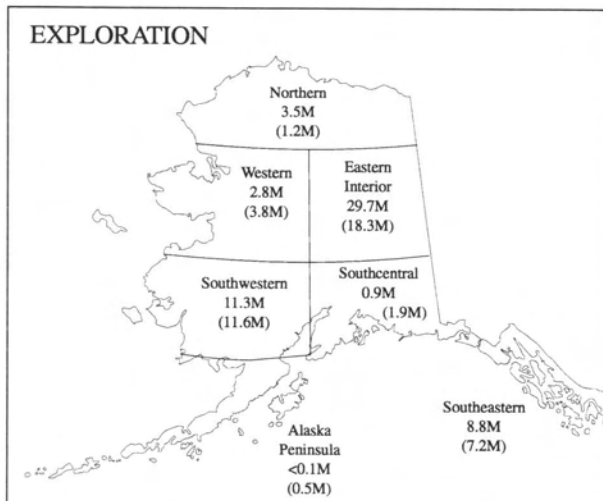 EXPLORATION
Northern
3.5M
(1.2M)
Western
2.8M
(3.8M)
Eastern
Interior
29.7M
(18.3M)
Southwestern
11.3M
(11.6M)
Southcentral
0.9M
(1.9M)
Southeastern
8.8M
(7.2M)
Alaska
Peninsula
<0.1M
(0.5M)